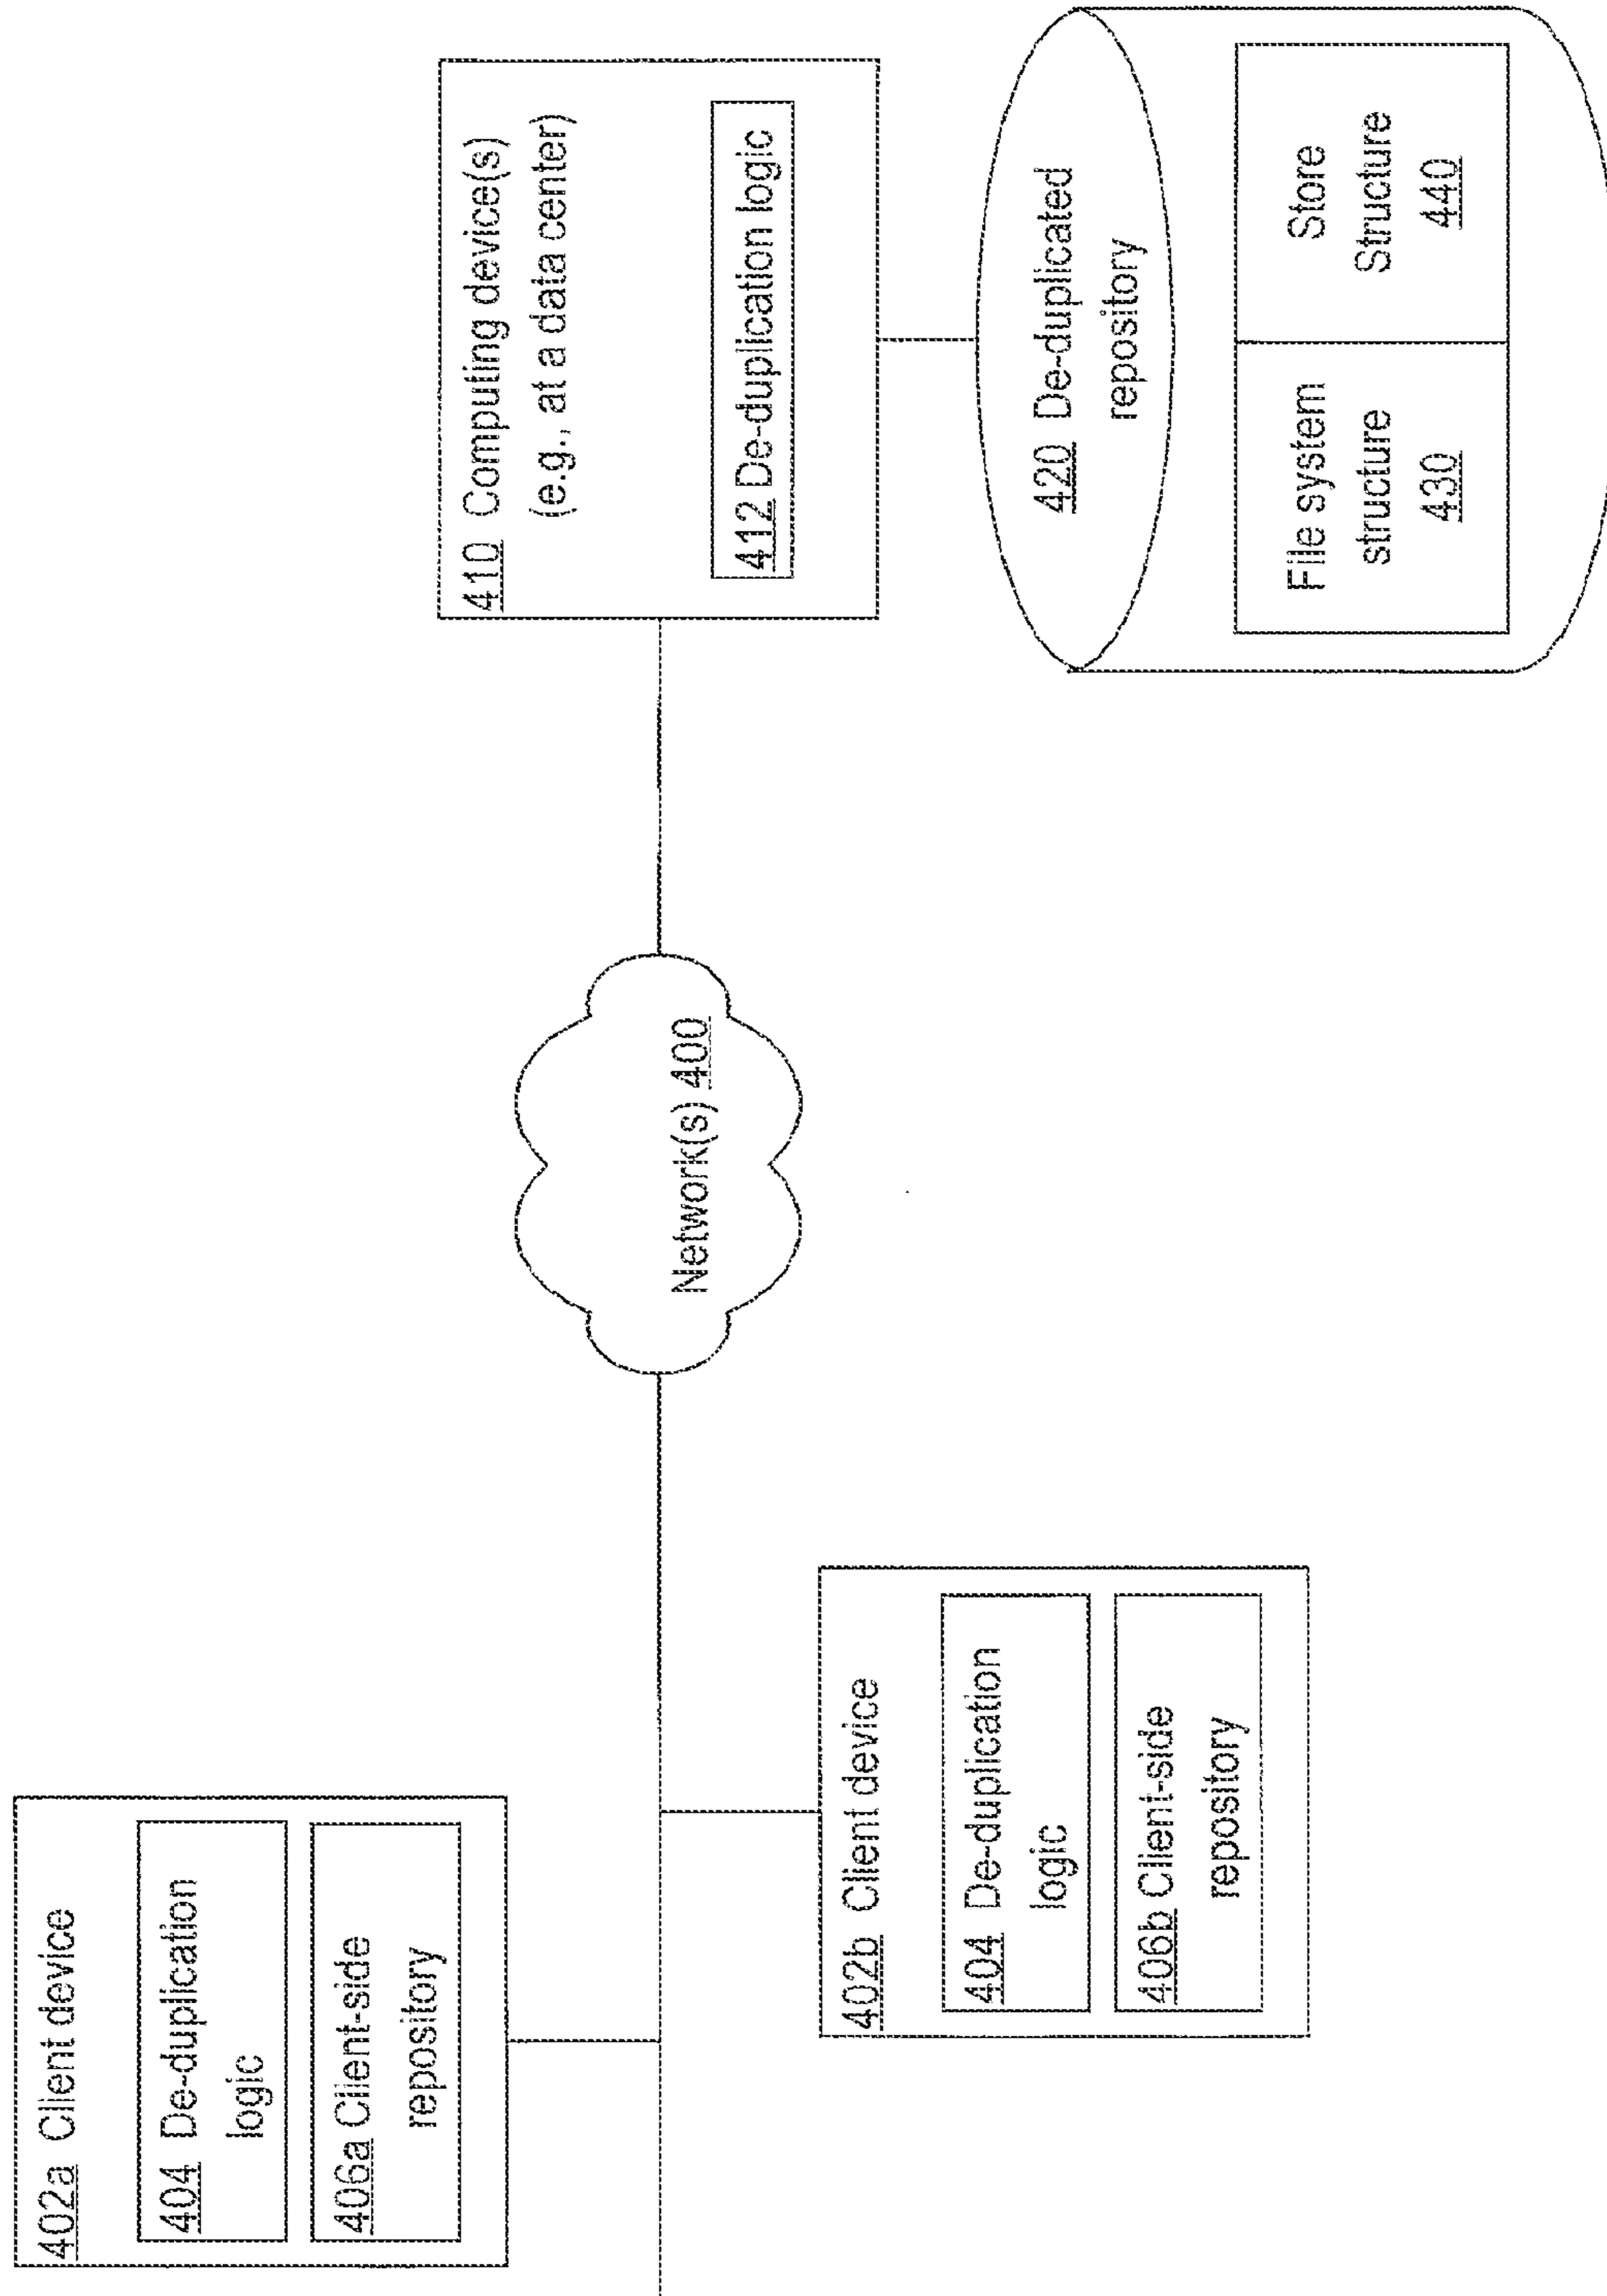 402a Client device
404 De-duplication
logic
406a Client-side
repository
402b Client device
404 De-duplication
logic
406b Client-side
repository
Network(s) 400
410 Computing device(s)
(e.g., at a data center)
412 De-duplication logic
420 De-duplicated
repository
File system
structure
430
Store
Structure
440